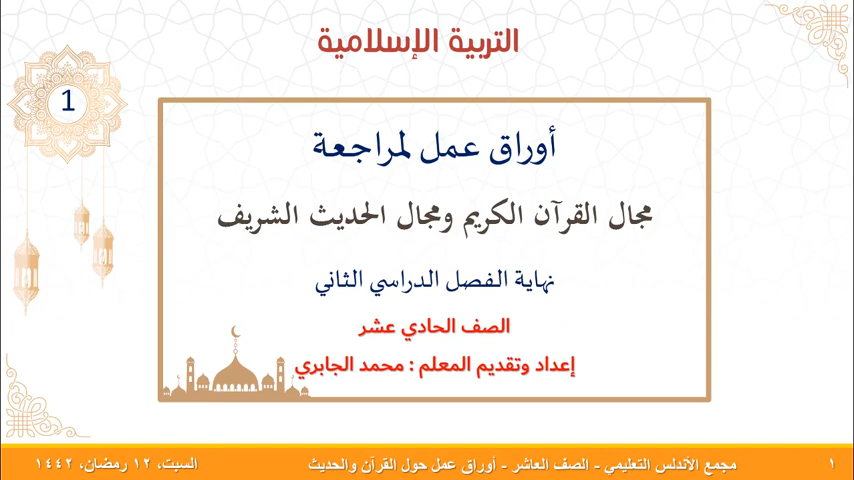 التربية الإسلامية
1
أوراق عمل لمراجعة
مجال القرآن الكريم ومجال الحديث الشريف
نهاية الفصل الدراسي الثاني
الصف الحادي عشر
إعداد وتقديم المعلم : محمد الجابري
١ مجمع الأندلس التعليمي - الصف العاشر - أوراق عمل حول القرآن والحديث السبت، ١٢ رمضان، ١٤٤٢